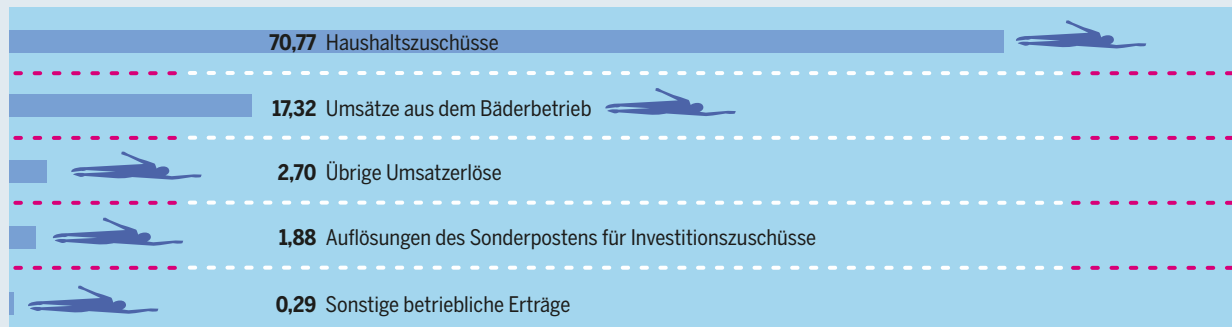 70,77 Haushaltszuschüsse
17,32 Umsätze aus dem Bäderbetrieb
2,70 Übrige Umsatzerlöse
1,88 Auflösungen des Sonderpostens für Investitionszuschüsse
0,29 Sonstige betriebliche Erträge